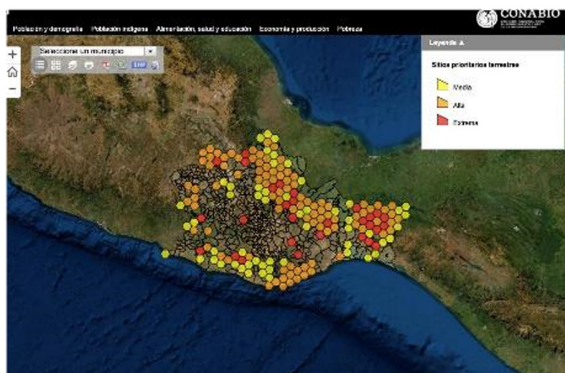 CONABIO
Población y demografía Población indígena Alimentación, salud y educación Economía y producción Pobreza
Seleccione un municipio
Leyenda
Sitios prioritarios terrestres
Media
Alta
Extrema